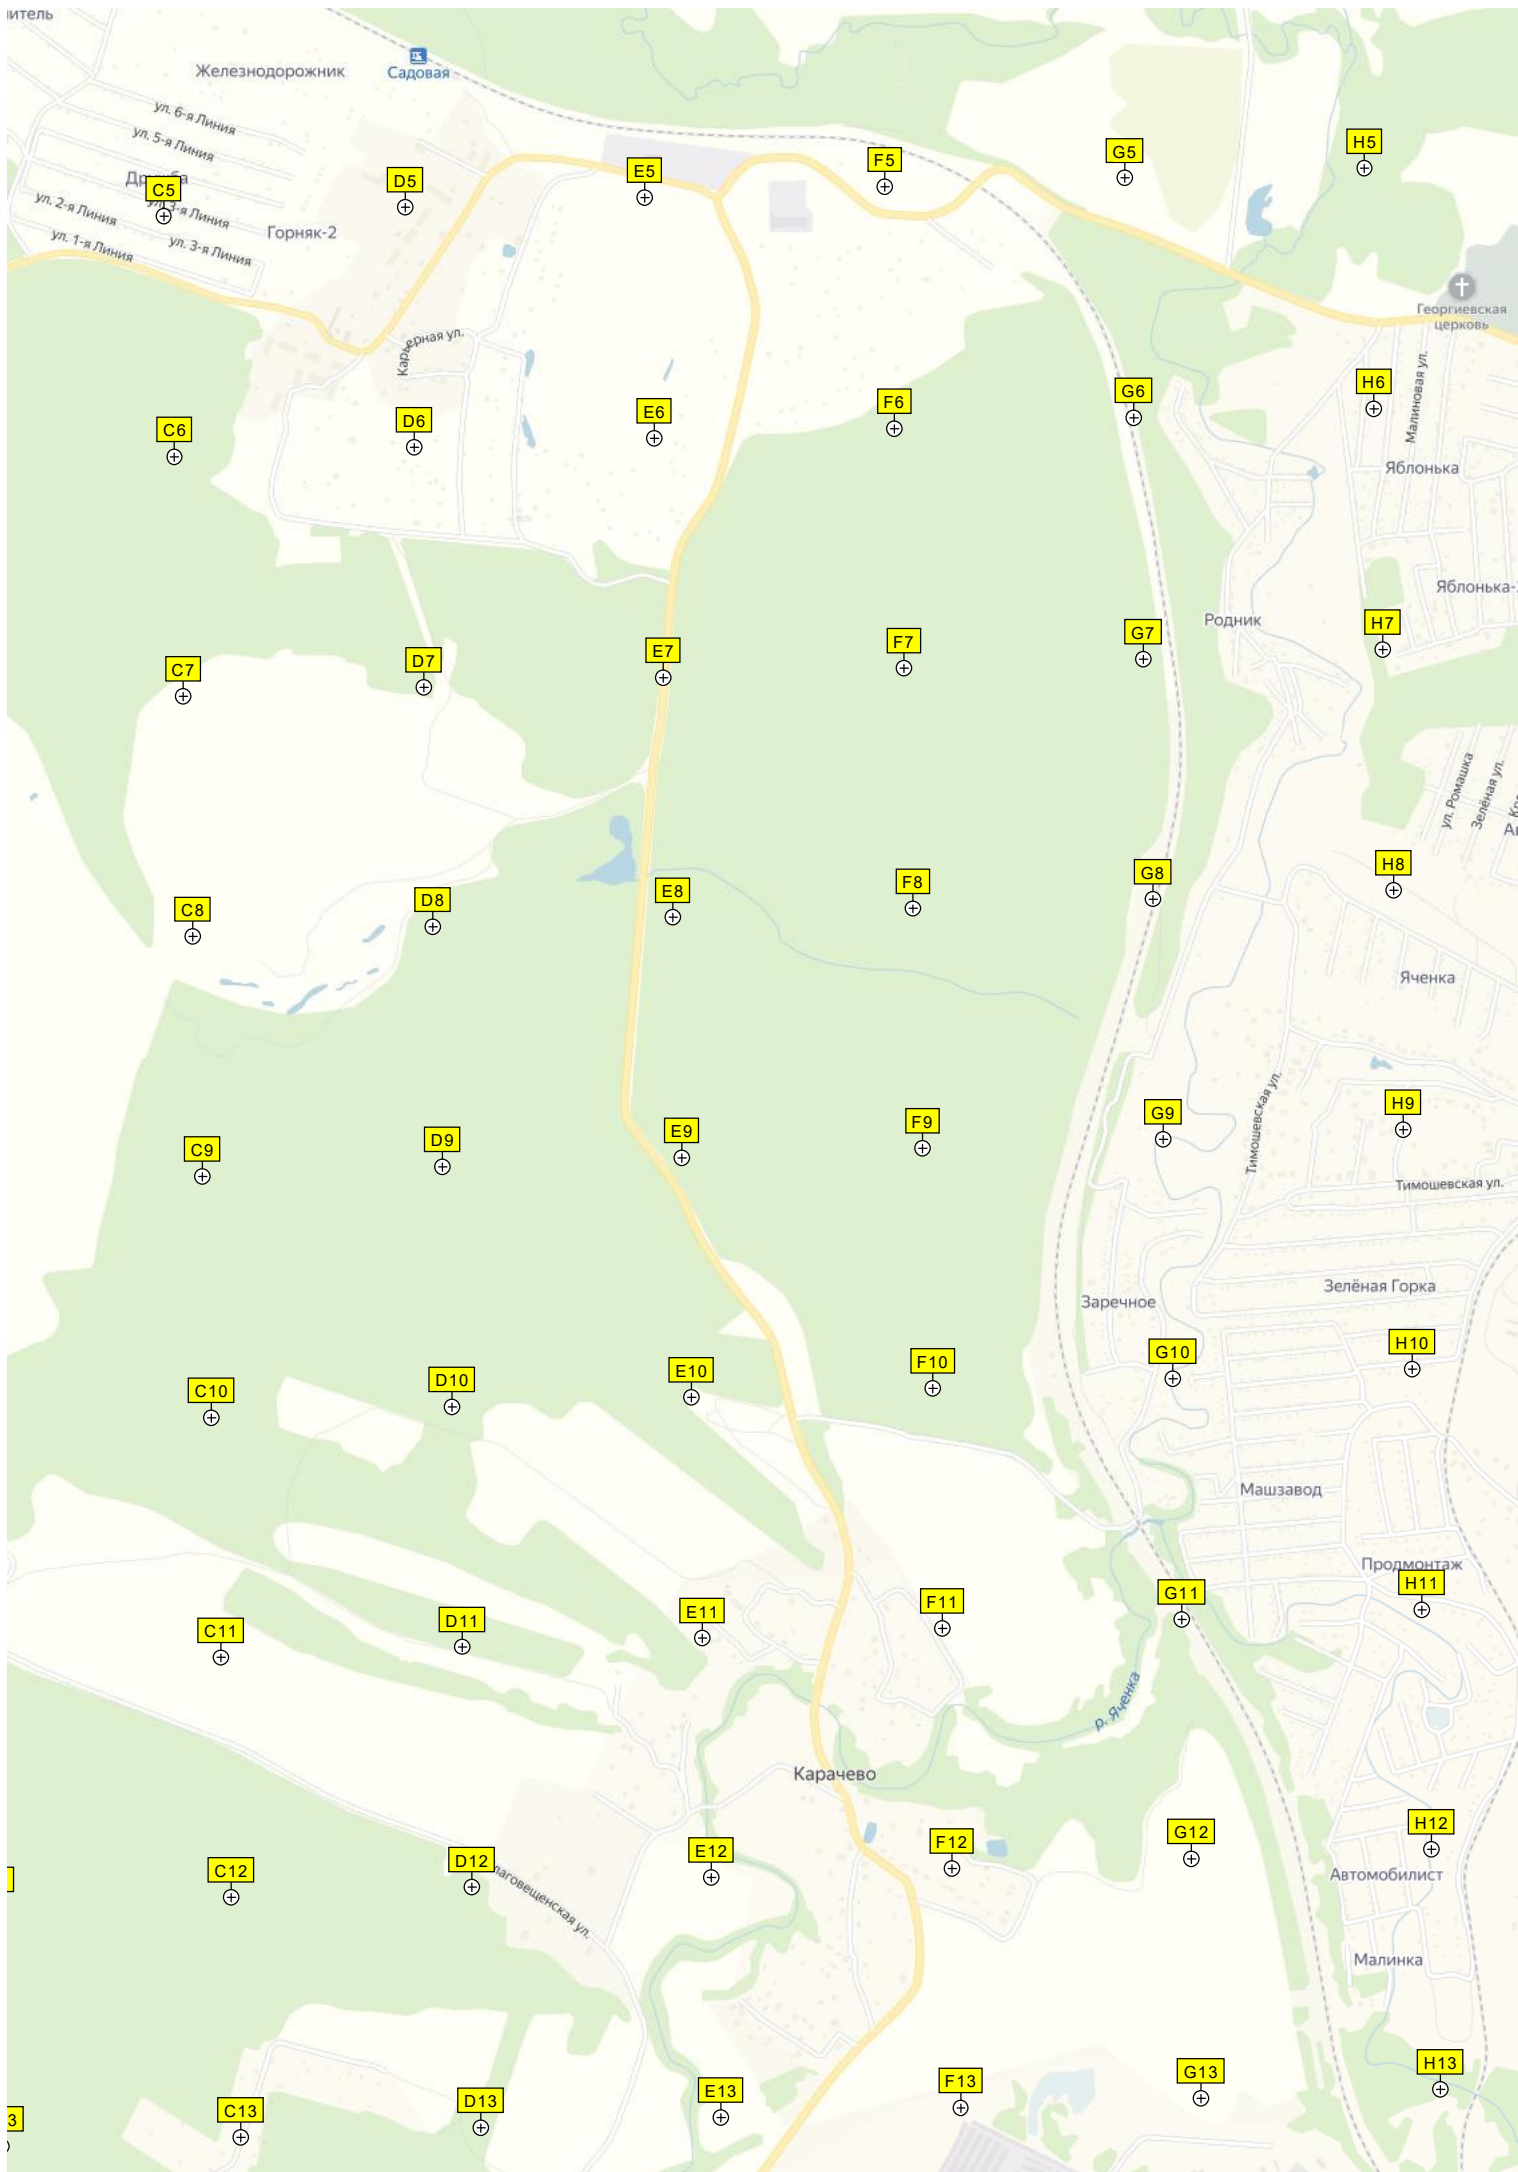 Железнодорожник
Садовая
ул. 6-я Линия
ул. 5-я Линия
H5
G5
F5
E5
D5
C5
ул. 3-я Линия
ул. 2-я Линия
Горняк-2
ул. 3-я Линия
ул. 1-я Линия
Георгиевская
церковь
Карьерная ул.
Малиновая ул.
H6
G6
F6
E6
D6
C6
Яблонька
Яблонька-
Родник
H7
G7
F7
E7
D7
C7
ул. Ромашка
Зелёная ул.
H8
G8
F8
E8
D8
C8
Яченка
H9
G9
F9
E9
D9
C9
Тимошевская ул.
Тимошевская ул.
Зелёная Горка
Заречное
H10
G10
F10
E10
D10
C10
Машзавод
Продмонтаж
H11
G11
F11
E11
D11
C11
р. Яченка
Карачево
H12
G12
F12
E12
D12
C12
лаговещенская ул.
Автомобилист
Малинка
H13
G13
F13
E13
D13
C13
3